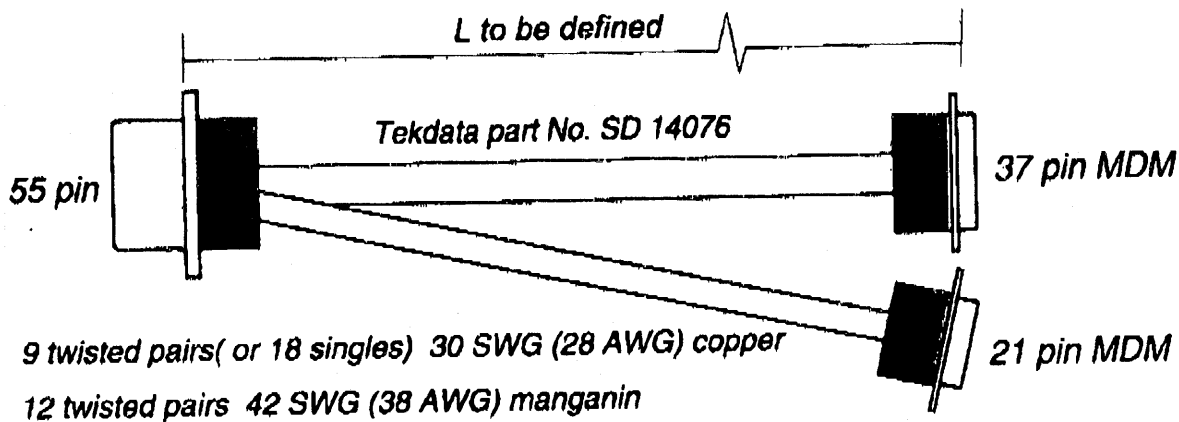 L to be defined
Tekdata part No. SD 14076
55 pin
37 pin MDM
21 pin MDM
9 twisted pairs( or 18 singles) 30 SWG (28 AWG) copper
12 twisted pairs 42 SWG (38 AWG) manganin